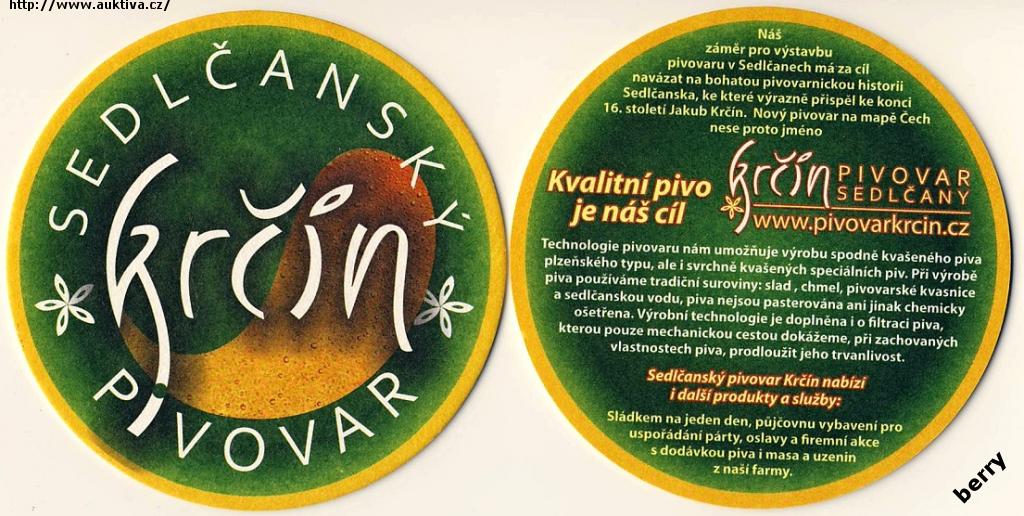 http://www.auktiva.cz/
SEDLČANSKÝ
krčín
PIVOVAR
Náš
záměr pro výstavbu
pivovaru v Sedlčanech má za cíl
navázat na bohatou pivovarnickou historii
Sedlčanska, ke které výrazně přispěl ke konci
16. století Jakub Krčín. Nový pivovar na mapě Čech
nese proto jméno
Kvalitní pivo
je náš cíl
krčín PIVOVAR
SEDLČANY
www.pivovarkrcin.cz
Technologie pivovaru nám umožňuje výrobu spodně kvašeného piva
plzeňského typu, ale i svrchně kvašených speciálních piv. Při výrobě
piva používáme tradiční suroviny: slad , chmel, pivovarské kvasnice
a sedlčanskou vodu, piva nejsou pasterována ani jinak chemicky
ošetřena. Výrobní technologie je doplněna i o filtraci piva,
kterou pouze mechanickou cestou dokážeme, při zachovaných
vlastnostech piva, prodloužit jeho trvanlivost.
Sedlčanský pivovar Krčín nabízí
i další produkty a služby:
Sládkem na jeden den, půjčovnu vybavení pro
uspořádání párty, oslavy a firemní akce
s dodávkou piva i masa a uzenin
z naší farmy.
berry